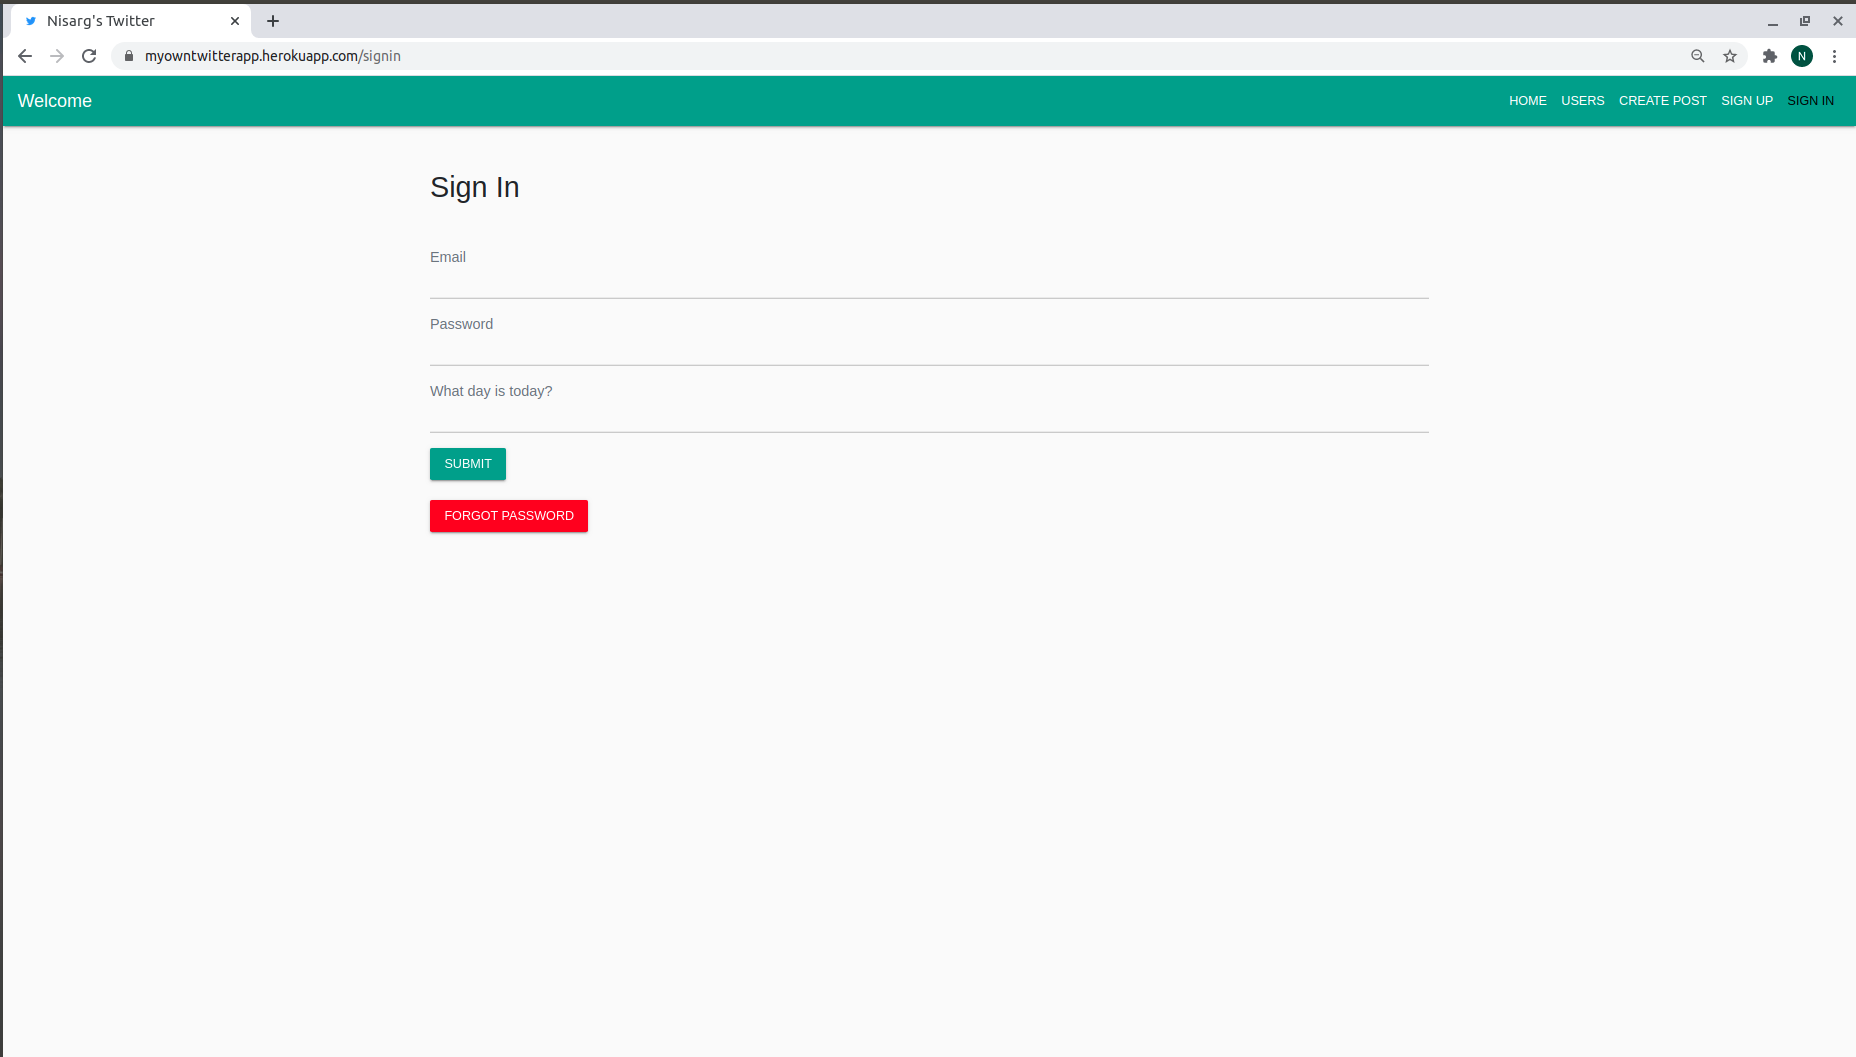 Nisarg's Twitter
myowntwitterapp.herokuapp.com/signin
N
Welcome
HOME USERS CREATE POST SIGN UP SIGN IN
Sign In
Email
Password
What day is today?
SUBMIT
FORGOT PASSWORD